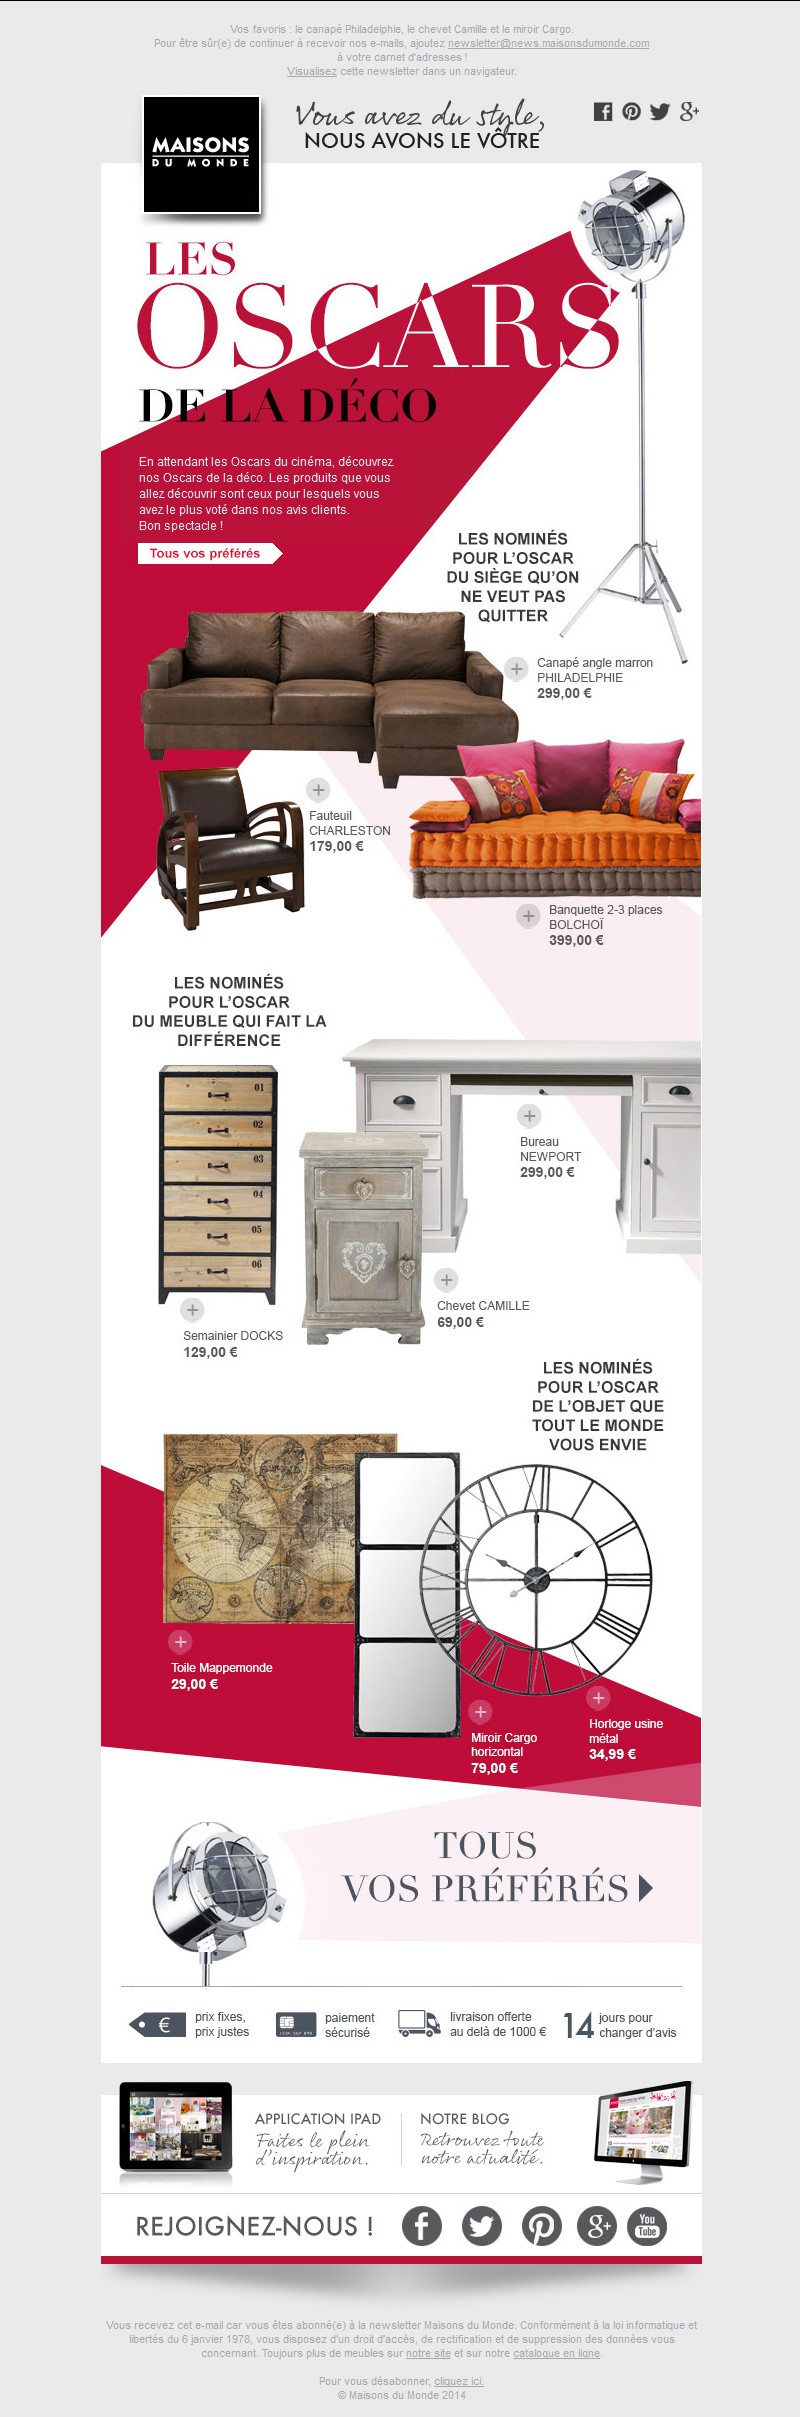 Vos favoris : le canapé Philadelphie, le chevet Camille et le miroir Cargo.
Pour être sûr(e) de continuer à recevoir nos e-mails, ajoutez newsletter@news.maisonsdumonde.com
à votre carnet d'adresses !
Visualisez cette newsletter dans un navigateur.
MAISONS
DU MONDE
Vous avez du style,
NOUS AVONS LE VÔTRE
LES
OSCARS
DE LA DÉCO
En attendant les Oscars du cinéma, découvrez
nos Oscars de la déco. Les produits que vous
allez découvrir sont ceux pour lesquels vous
avez le plus voté dans nos avis clients.
Bon spectacle !
Tous vos préférés
LES NOMINÉS
POUR L'OSCAR
DU SIÈGE QU'ON
NE VEUT PAS
QUITTER
Canapé angle marron
PHILADELPHIE
299,00 €
Fauteuil
CHARLESTON
179,00 €
Banquette 2-3 places
BOLCHOÏ
399,00 €
LES NOMINÉS
POUR L'OSCAR
DU MEUBLE QUI FAIT LA
DIFFÉRENCE
01
02
03
04
05
06
Bureau
NEWPORT
299,00 €
Chevet CAMILLE
69,00 €
Semainier DOCKS
129,00 €
LES NOMINÉS
POUR L'OSCAR
DE L'OBJET QUE
TOUT LE MONDE
VOUS ENVIE
Toile Mappemonde
29,00 €
Miroir Cargo
horizontal
79,00 €
Horloge usine
métal
34,99 €
TOUS
VOS PRÉFÉRÉS
€
prix fixes,
prix justes
paiement
sécurisé
livraison offerte
au delà de 1000 €
14 jours pour
changer d'avis
APPLICATION IPAD
Faites le plein
d'inspiration.
NOTRE BLOG
Retrouvez toute
notre actualité.
REJOIGNEZ-NOUS !
You
Tube
Vous recevez cet e-mail car vous êtes abonné(e) à la newsletter Maisons du Monde. Conformément à la loi informatique et
libertés du 6 janvier 1978, vous disposez d'un droit d'accès, de rectification et de suppression des données vous
concernant. Toujours plus de meubles sur notre site et sur notre catalogue en ligne.
Pour vous désabonner, cliquez ici.
© Maisons du Monde 2014